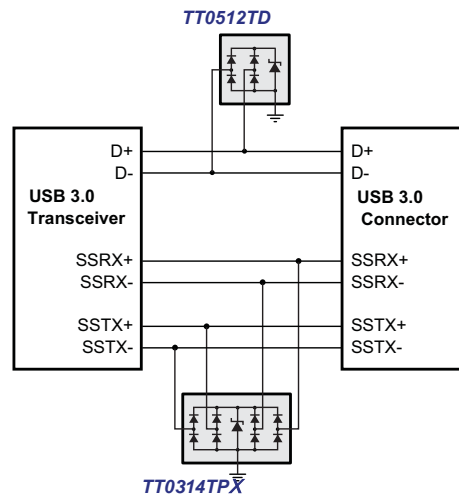 TT0512TD
D+
D-
USB 3.0
Transceiver
SSRX+
SSRX-
SSTX+
SSTX-
D+
D-
USB 3.0
Connector
SSRX+
SSRX-
SSTX+
SSTX-
TT0314TPX